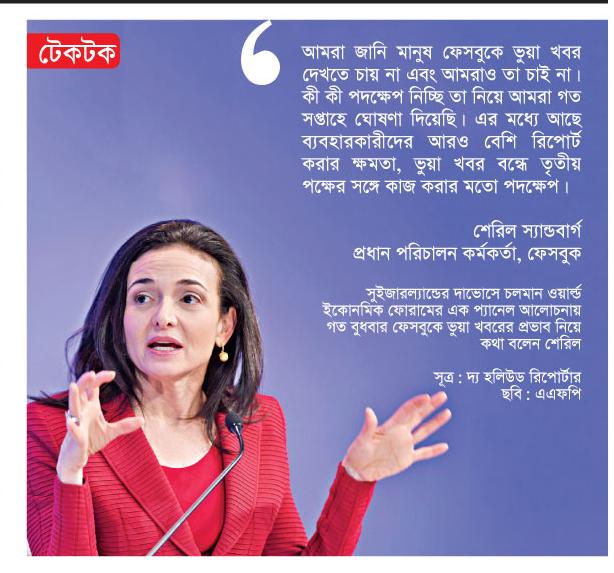 টেকটক
আমরা জানি মানুষ ফেসবুকে ভুয়া খবর
দেখতে চায় না এবং আমরাও তা চাই না।
কী কী পদক্ষেপ নিচ্ছি তা নিয়ে আমরা গত
সপ্তাহে ঘোষণা দিয়েছি। এর মধ্যে আছে
ব্যবহারকারীদের আরও বেশি রিপোর্ট
করার ক্ষমতা, ভুয়া খবর বন্ধে তৃতীয়
পক্ষের সঙ্গে কাজ করার মতো পদক্ষেপ।
শেরিল স্যান্ডবার্গ
প্রধান পরিচালন কর্মকর্তা, ফেসবুক
সুইজারল্যান্ডের দাভোসে চলমান ওয়ার্ল্ড
ইকোনমিক ফোরামের এক প্যানেল আলোচনায়
গত বুধবার ফেসবুকে ভুয়া খবরের প্রভাব নিয়ে
কথা বলেন শেরিল
সূত্র : দ্য হলিউড রিপোর্টার
ছবি : এএফপি